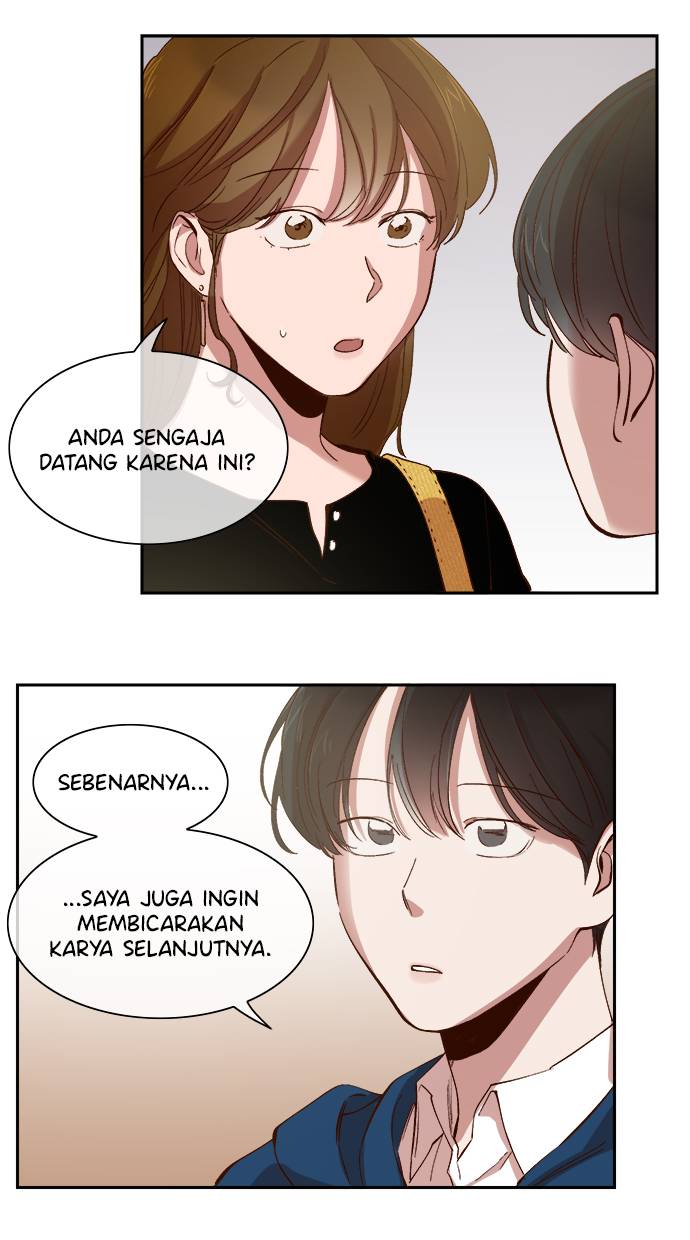 ANDA SENGAJA
DATANG KARENA INI?
SEBENARNYA...
...SAYA JUGA INGIN
MEMBICARAKAN
KARYA SELANJUTNYA.